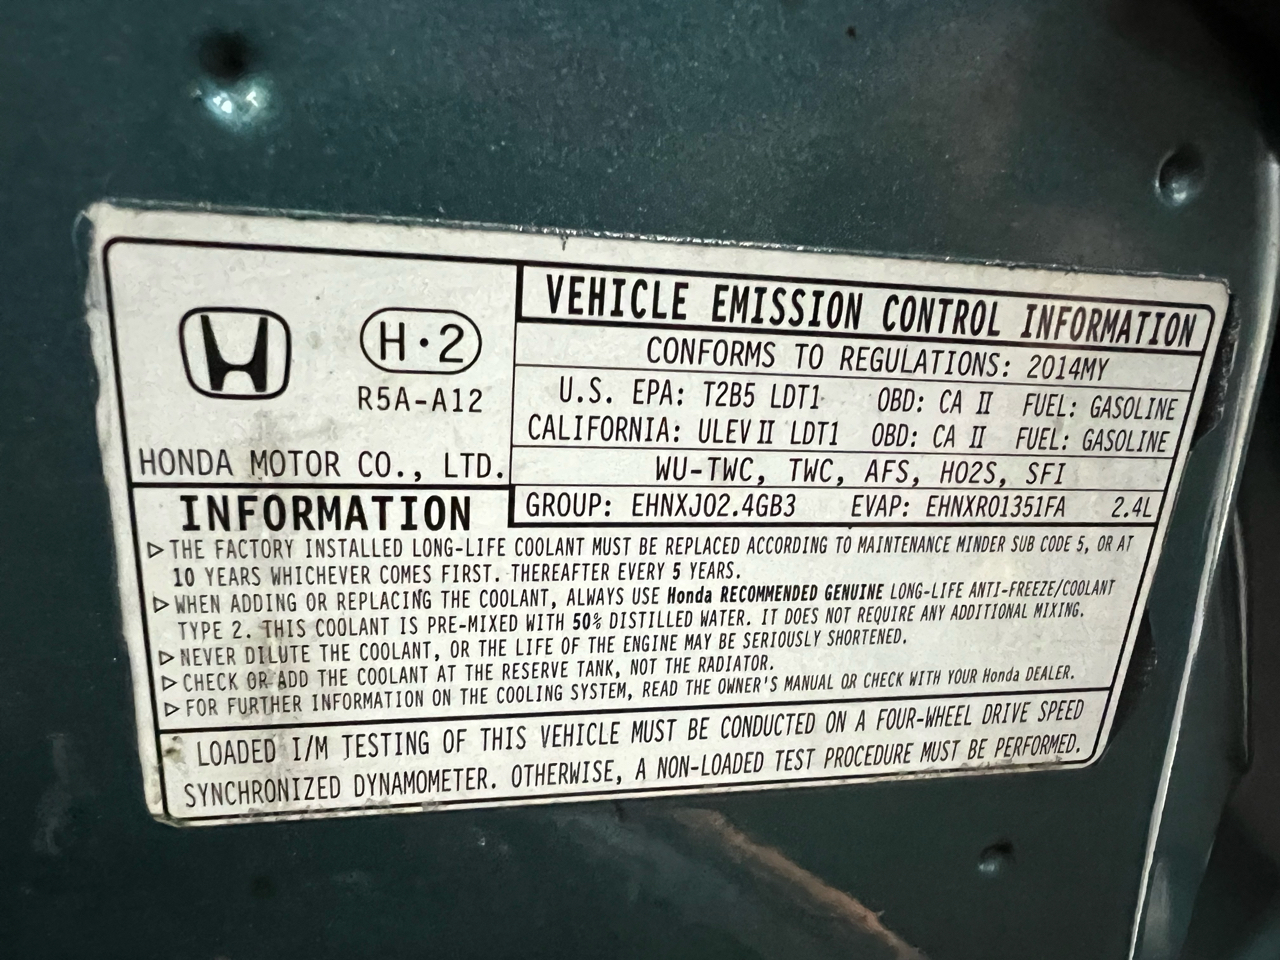 VEHICLE EMISSION CONTROL INFORMATION
CONFORMS TO REGULATIONS: 2014MY
U.S. EPA: T2B5 LDT1 OBD: CA II FUEL: GASOLINE
CALIFORNIA: ULEV II LDT1 OBD: CA II FUEL: GASOLINE
WU-TWC, TWC, AFS, HO2S, SFI
GROUP: EHNXJ02.4GB3 EVAP: EHNXR01351FA 2.4L
H·2
R5A-A12
HONDA MOTOR CO., LTD.
INFORMATION
▷THE FACTORY INSTALLED LONG-LIFE COOLANT MUST BE REPLACED ACCORDING TO MAINTENANCE MINDER SUB CODE 5, OR AT
10 YEARS WHICHEVER COMES FIRST. THEREAFTER EVERY 5 YEARS.
▷WHEN ADDING OR REPLACING THE COOLANT, ALWAYS USE Honda RECOMMENDED GENUINE LONG-LIFE ANTI-FREEZE/COOLANT
TYPE 2. THIS COOLANT IS PRE-MIXED WITH 50% DISTILLED WATER. IT DOES NOT REQUIRE ANY ADDITIONAL MIXING.
▷NEVER DILUTE THE COOLANT, OR THE LIFE OF THE ENGINE MAY BE SERIOUSLY SHORTENED.
▷CHECK OR ADD THE COOLANT AT THE RESERVE TANK, NOT THE RADIATOR.
▷FOR FURTHER INFORMATION ON THE COOLING SYSTEM, READ THE OWNER'S MANUAL OR CHECK WITH YOUR Honda DEALER.
LOADED I/M TESTING OF THIS VEHICLE MUST BE CONDUCTED ON A FOUR-WHEEL DRIVE SPEED
SYNCHRONIZED DYNAMOMETER. OTHERWISE, A NON-LOADED TEST PROCEDURE MUST BE PERFORMED.